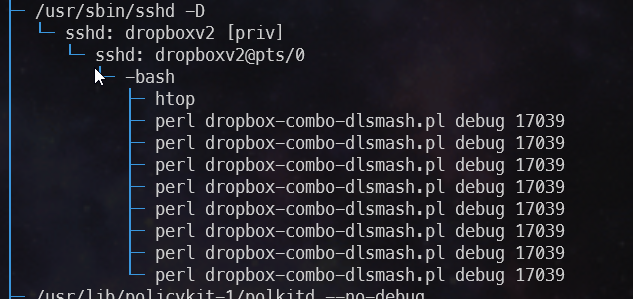 /usr/sbin/sshd -D
sshd: dropboxv2 [priv]
sshd: dropboxv2@pts/0
-bash
htop
perl dropbox-combo-dlsmash.pl debug 17039
perl dropbox-combo-dlsmash.pl debug 17039
perl dropbox-combo-dlsmash.pl debug 17039
perl dropbox-combo-dlsmash.pl debug 17039
perl dropbox-combo-dlsmash.pl debug 17039
perl dropbox-combo-dlsmash.pl debug 17039
perl dropbox-combo-dlsmash.pl debug 17039
perl dropbox-combo-dlsmash.pl debug 17039
/usr/lib/policykit-1/polkitd --no-debug